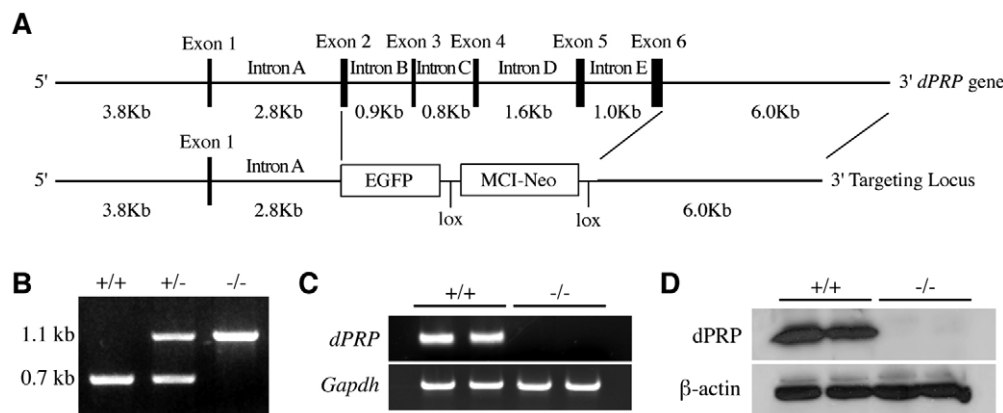 A
Exon 1 Exon 2 Exon 3 Exon 4 Exon 5 Exon 6
5' Intron A Intron B Intron C Intron D Intron E 3' dPRP gene
3.8Kb 2.8Kb 0.9Kb 0.8Kb 1.6Kb 1.0Kb 6.0Kb
Exon 1
5' Intron A EGFP MCI-Neo 3' Targeting Locus
3.8Kb 2.8Kb lox lox 6.0Kb
B
+/+ +/- -/-
1.1 kb
0.7 kb
C
+/+ -/-
dPRP
Gapdh
D
+/+ -/-
dPRP
β-actin